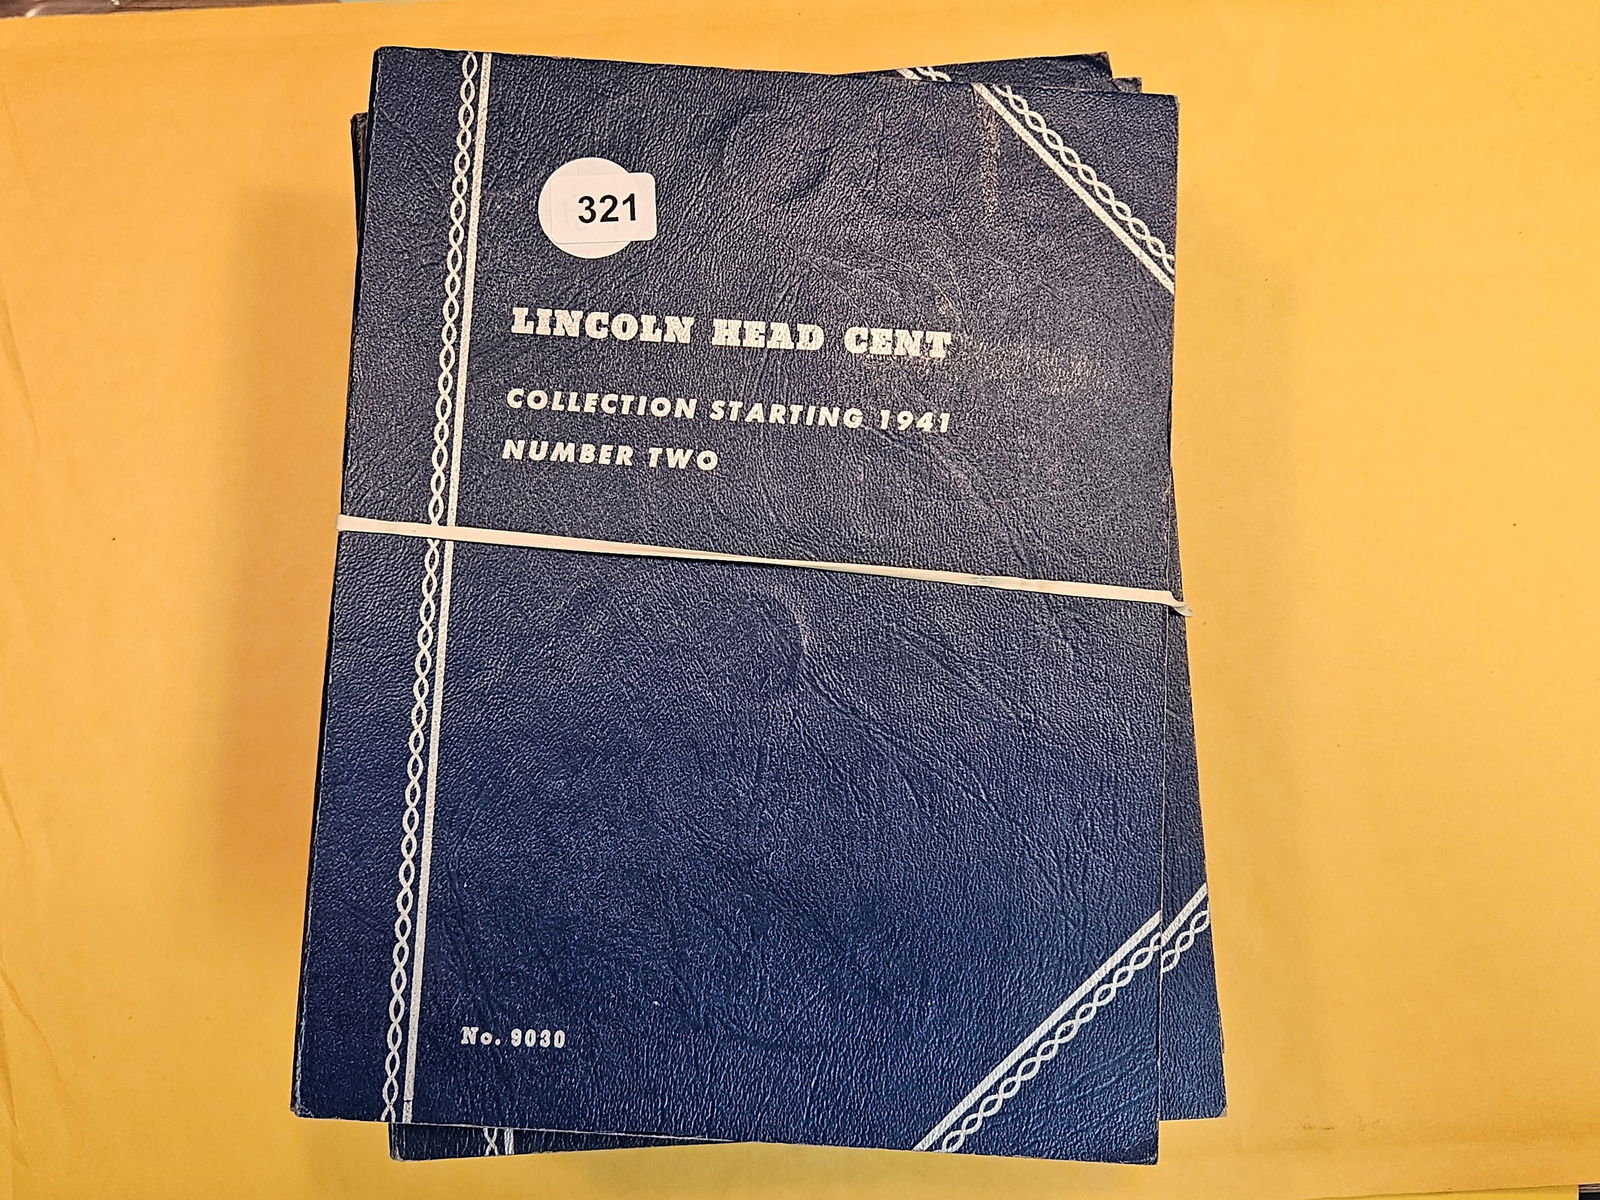 321
LINCOLN HEAD CENT
COLLECTION STARTING 1941
NUMBER TWO
No. 9030